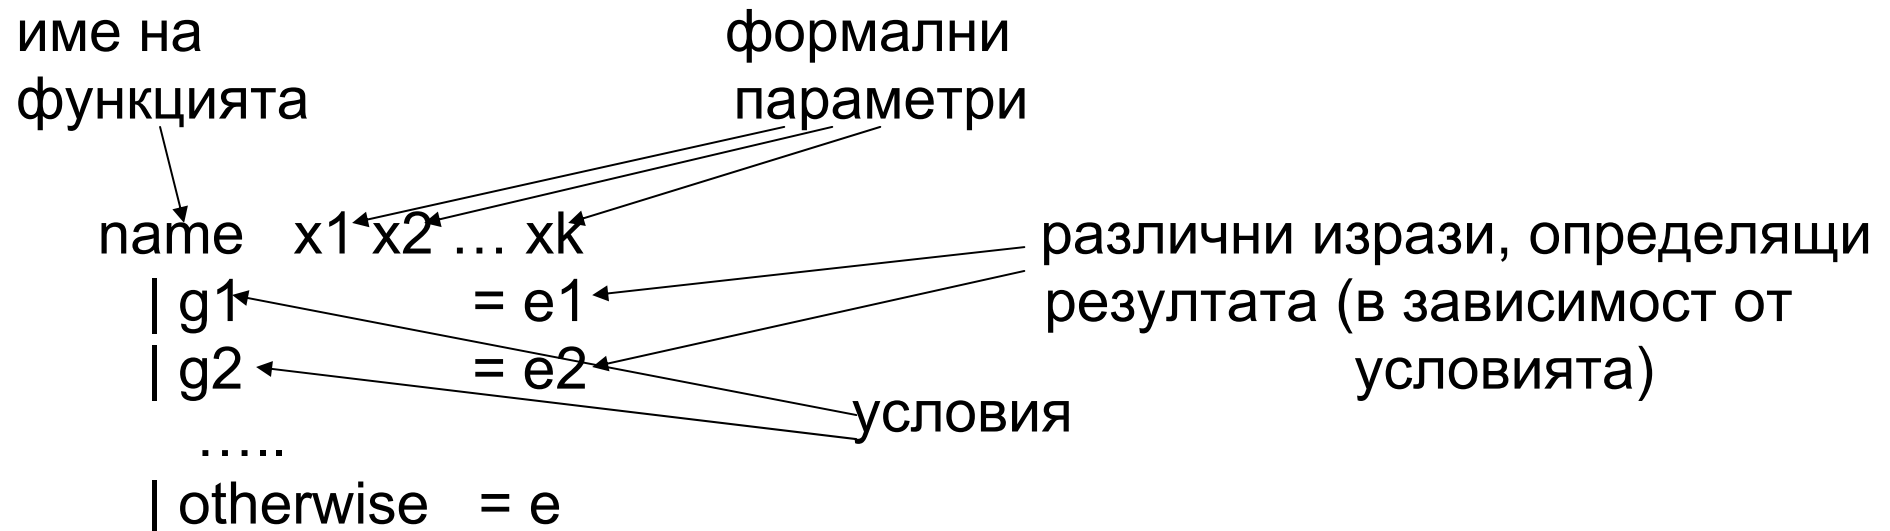 име на
функцията
формални
параметри
name x1 x2 … xk
| g1 = e1
| g2 = e2
…..
| otherwise = e
различни изрази, определящи
резултата (в зависимост от
условията)
условия